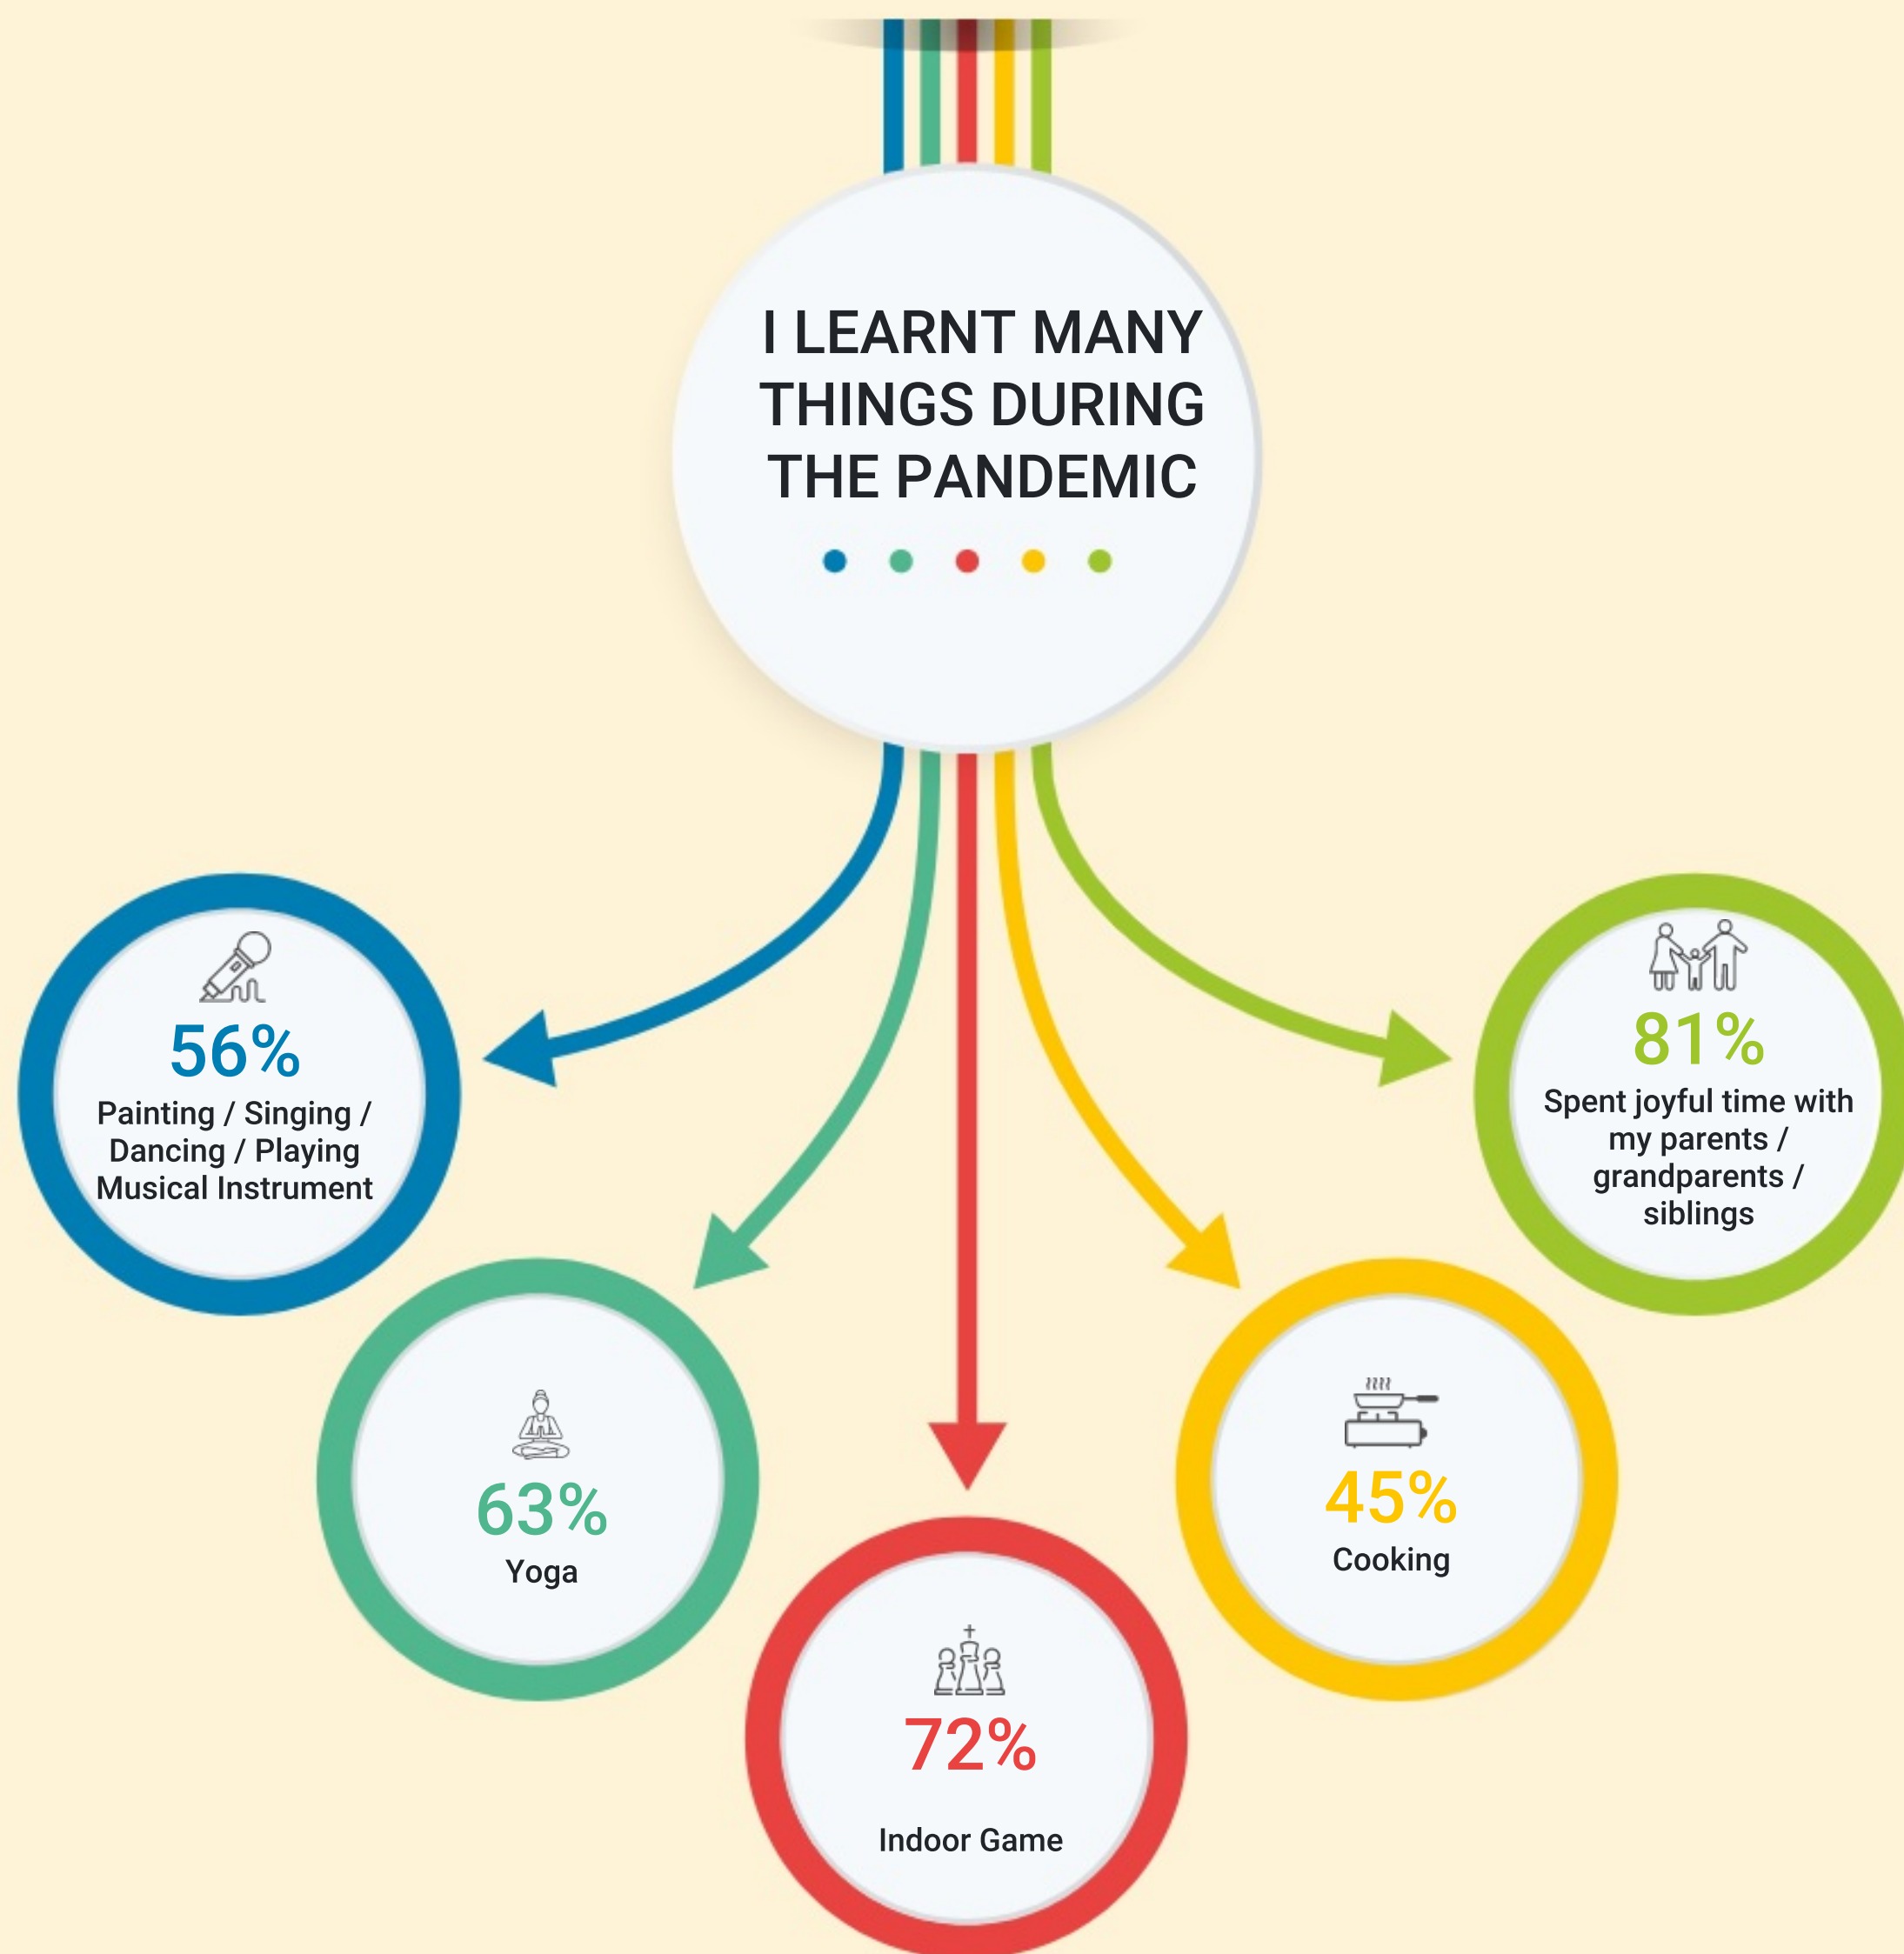 I LEARNT MANY
THINGS DURING
THE PANDEMIC
56%
Painting / Singing /
Dancing / Playing
Musical Instrument
81%
Spent joyful time with
my parents /
grandparents /
siblings
63%
Yoga
45%
Cooking
72%
Indoor Game